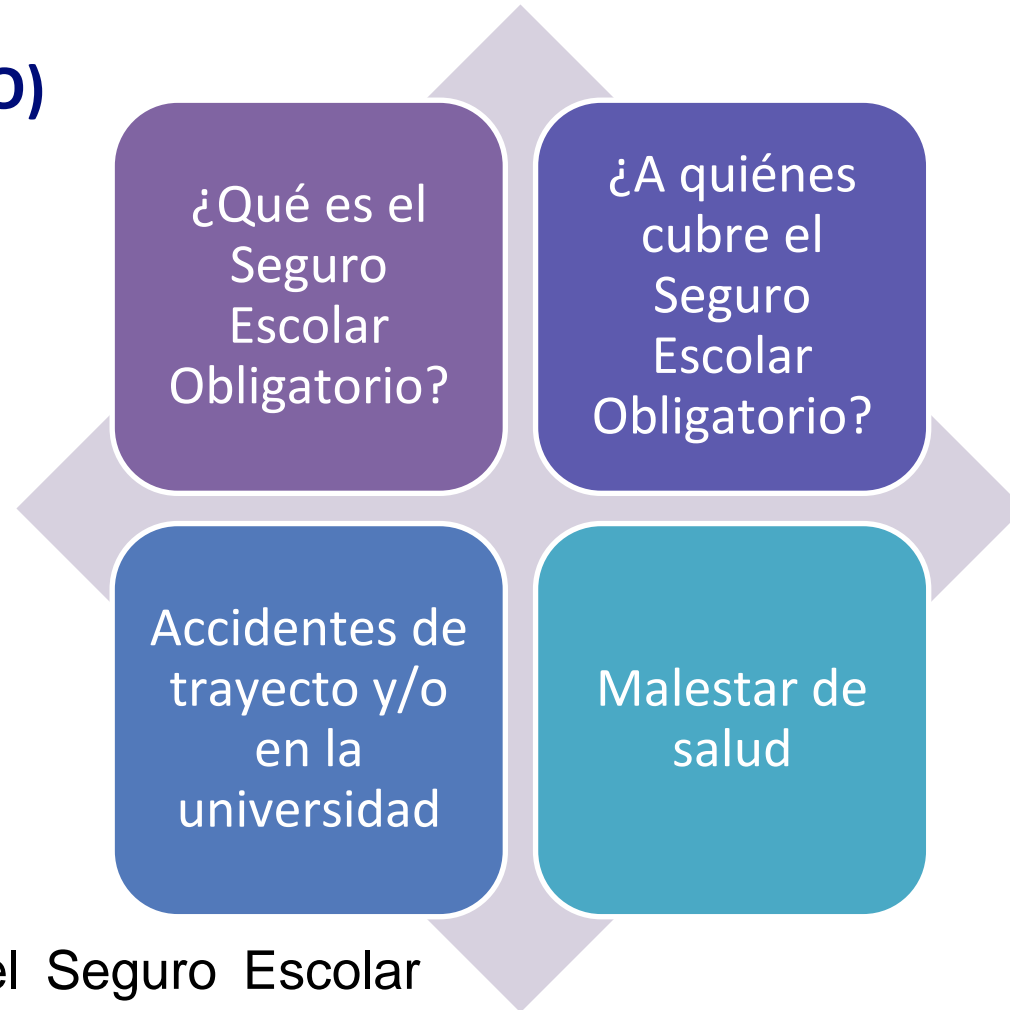 O)
¿Qué es el
Seguro
Escolar
Obligatorio?
¿A quiénes
cubre el
Seguro
Escolar
Obligatorio?
Accidentes de
trayecto y/o
en la
universidad
Malestar de
salud
el Seguro Escolar